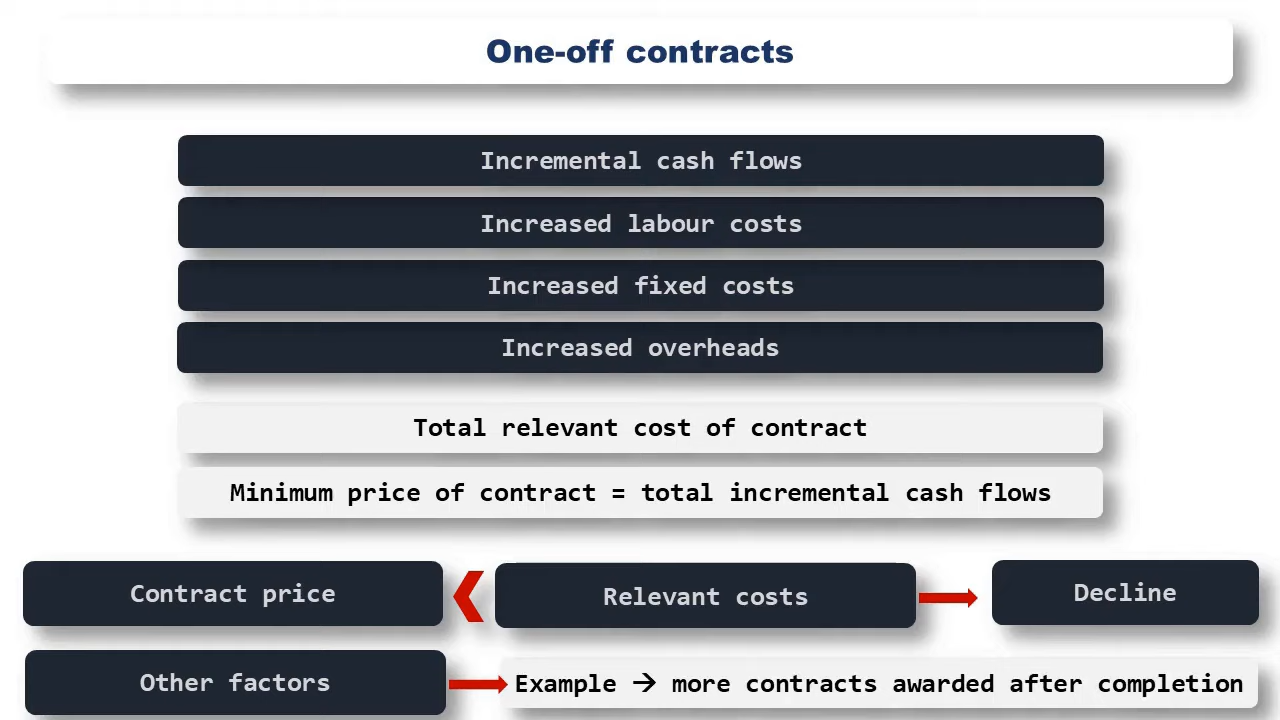 One-off contracts
Incremental cash flows
Increased labour costs
Increased fixed costs
Increased overheads
Total relevant cost of contract
Minimum price of contract = total incremental cash flows
Contract price < Relevant costs → Decline
Other factors → Example → more contracts awarded after completion